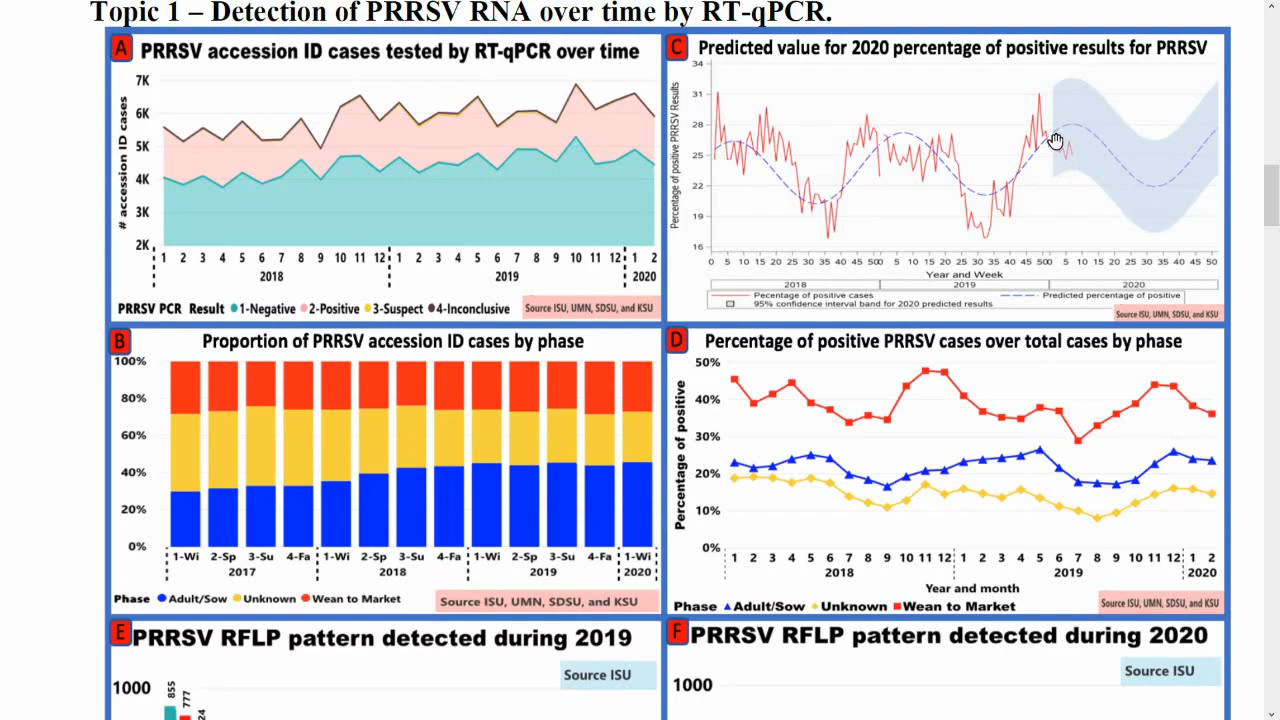 Topic 1 – Detection of PRRSV RNA over time by RT-qPCR.
A PRRSV accession ID cases tested by RT-qPCR over time
# accession ID cases
7K
6K
5K
4K
3K
2K
1 2 3 4 5 6 7 8 9 10 11 12 1 2 3 4 5 6 7 8 9 10 11 12 1 2
2018 2019 2020
PRRSV PCR Result 1-Negative 2-Positive 3-Suspect 4-Inconclusive
Source ISU, UMN, SDSU, and KSU
C Predicted value for 2020 percentage of positive results for PRRSV
Percentage of positive PRRSV Results
34
31
28
25
22
19
16
0 5 10 15 20 25 30 35 40 45 500 5 10 15 20 25 30 35 40 45 500 5 10 15 20 25 30 35 40 45 50
Year and Week
2018 2019 2020
Pecentage of positive cases Predicted percentage of positive
95% confidence interval band for 2020 predicted results
Source ISU, UMN, SDSU, and KSU
B Proportion of PRRSV accession ID cases by phase
100%
80%
60%
40%
20%
0%
1-Wi 2-Sp 3-Su 4-Fa 1-Wi 2-Sp 3-Su 4-Fa 1-Wi 2-Sp 3-Su 4-Fa 1-Wi
2017 2018 2019 2020
Phase Adult/Sow Unknown Wean to Market
Source ISU, UMN, SDSU, and KSU
D Percentage of positive PRRSV cases over total cases by phase
Percentage of positive
50%
40%
30%
20%
10%
0%
1 2 3 4 5 6 7 8 9 10 11 12 1 2 3 4 5 6 7 8 9 10 11 12 1 2
2018 2019 2020
Year and month
Phase Adult/Sow Unknown Wean to Market
Source ISU, UMN, SDSU, and KSU
E PRRSV RFLP pattern detected during 2019
Source ISU
1000
855
777
24
F PRRSV RFLP pattern detected during 2020
Source ISU
1000